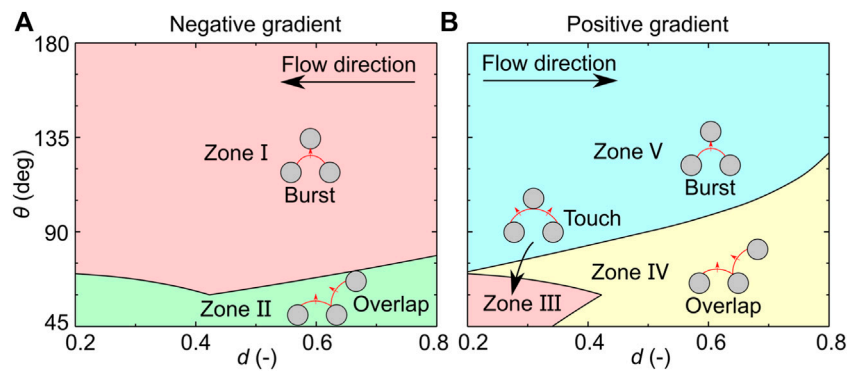 A Negative gradient
B Positive gradient
180
135
90
45
θ (deg)
Flow direction
Zone I
Burst
Zone II
Overlap
0.2 0.4 0.6 0.8
d (-)
Flow direction
Zone V
Burst
Touch
Zone IV
Zone III
Overlap
0.2 0.4 0.6 0.8
d (-)